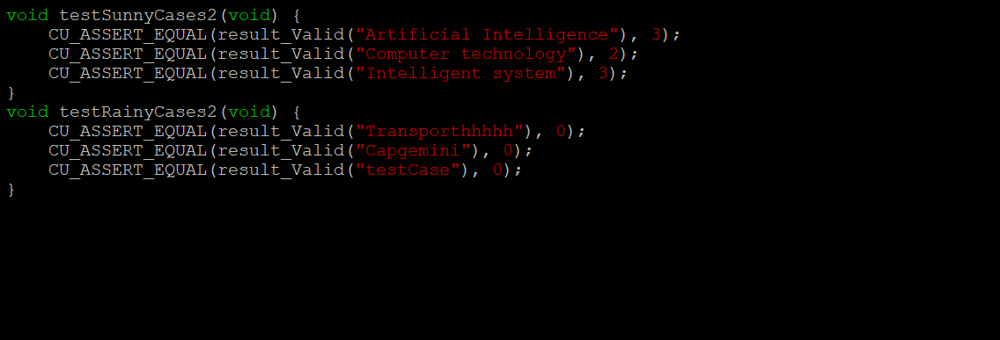 void testSunnyCases2(void) {
    CU_ASSERT_EQUAL(result_Valid("Artificial Intelligence"), 3);
    CU_ASSERT_EQUAL(result_Valid("Computer technology"), 2);
    CU_ASSERT_EQUAL(result_Valid("Intelligent system"), 3);
}
void testRainyCases2(void) {
    CU_ASSERT_EQUAL(result_Valid("Transporthhhhh"), 0);
    CU_ASSERT_EQUAL(result_Valid("Capgemini"), 0);
    CU_ASSERT_EQUAL(result_Valid("testCase"), 0);
}